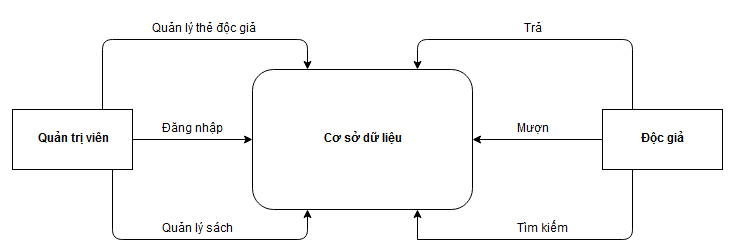 Quản lý thẻ độc giả
Trả
Quản trị viên
Đăng nhập
Cơ sở dữ liệu
Mượn
Độc giả
Quản lý sách
Tìm kiếm